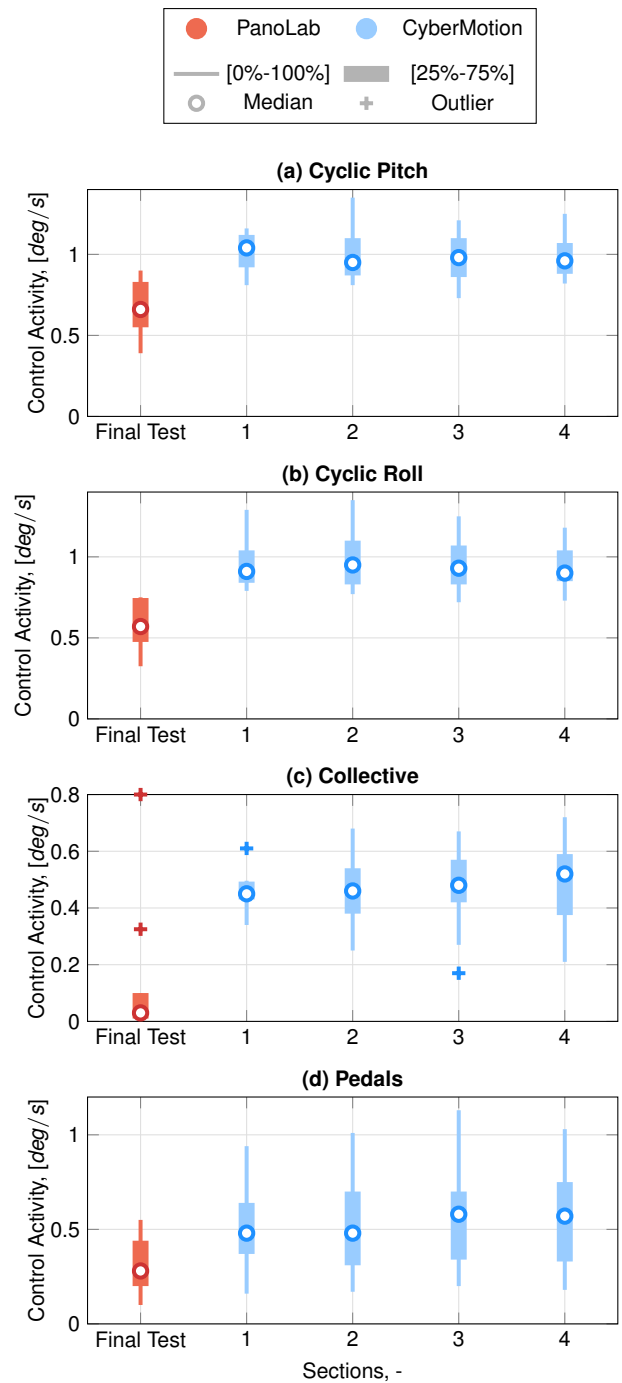 PanoLab CyberMotion
[0%-100%] [25%-75%]
Median Outlier
(a) Cyclic Pitch
Control Activity, [deg/s]
1
0.5
0
Final Test 1 2 3 4
(b) Cyclic Roll
Control Activity, [deg/s]
1
0.5
0
Final Test 1 2 3 4
(c) Collective
Control Activity, [deg/s]
0.8
0.6
0.4
0.2
0
Final Test 1 2 3 4
(d) Pedals
Control Activity, [deg/s]
1
0.5
0
Final Test 1 2 3 4
Sections, -